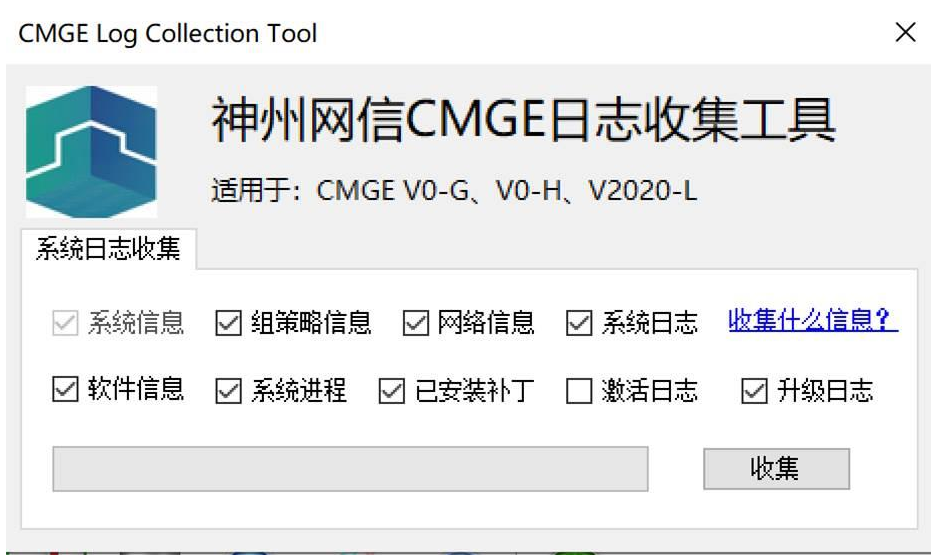 CMGE Log Collection Tool
神州网信CMGE日志收集工具
适用于：CMGE V0-G、V0-H、V2020-L
系统日志收集
系统信息 组策略信息 网络信息 系统日志 收集什么信息？
软件信息 系统进程 已安装补丁 激活日志 升级日志
收集